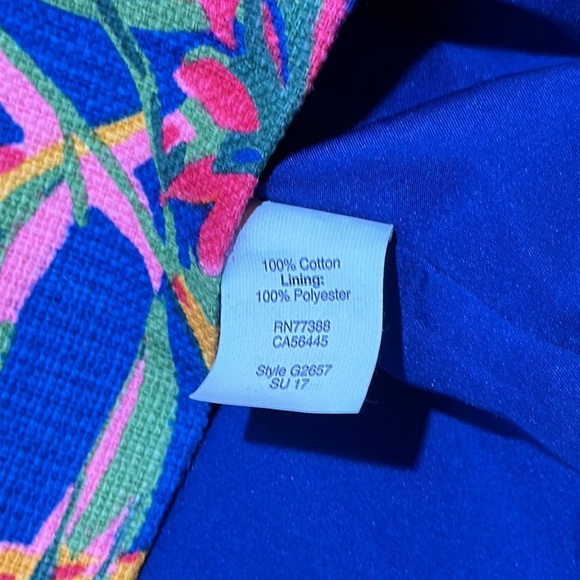 100% Cotton
Lining:
100% Polyester
RN77388
CA56445
Style G2657
SU 17